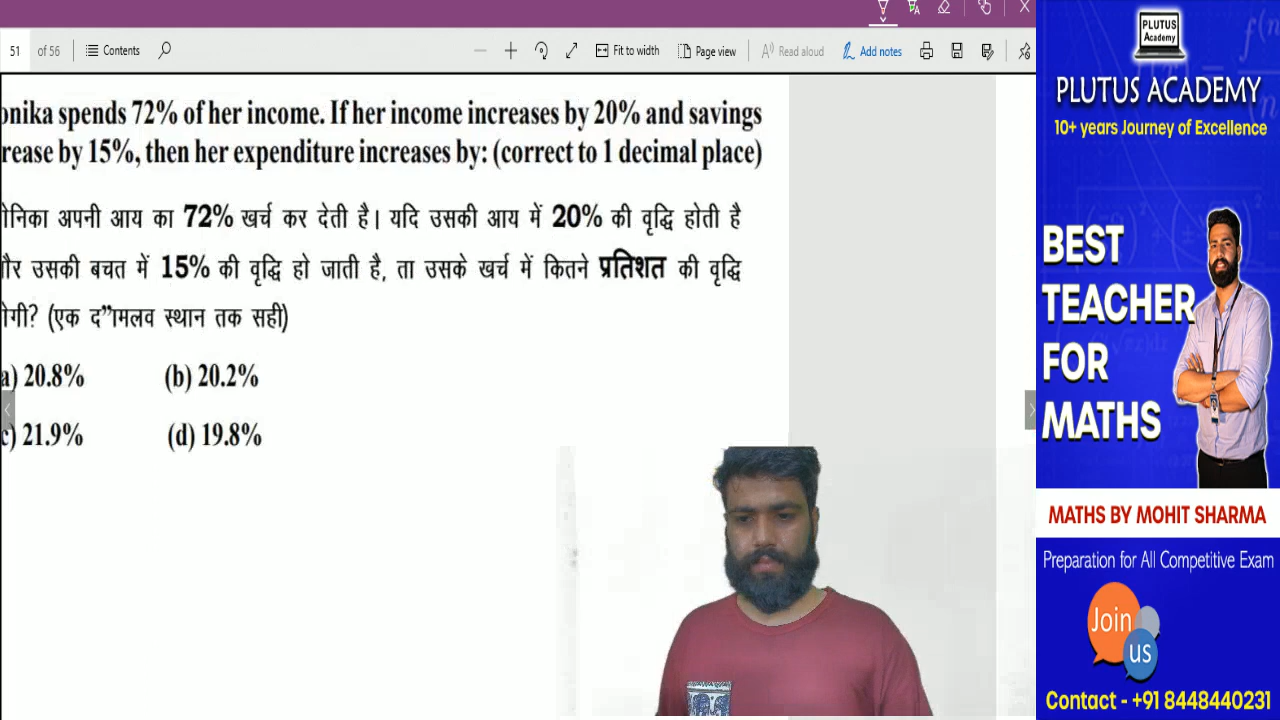 51 of 56 Contents Fit to width Page view Read aloud Add notes
onika spends 72% of her income. If her income increases by 20% and savings
rease by 15%, then her expenditure increases by: (correct to 1 decimal place)
ोनिका अपनी आय का 72% खर्च कर देती है। यदि उसकी आय में 20% की वृद्धि होती है
ौर उसकी बचत में 15% की वृद्धि हो जाती है, ता उसके खर्च में कितने प्रतिशत की वृद्धि
ोगी? (एक द”ामलव स्थान तक सही)
a) 20.8% (b) 20.2%
c) 21.9% (d) 19.8%
PLUTUS
Academy
PLUTUS ACADEMY
10+ years Journey of Excellence
BEST
TEACHER
FOR
MATHS
MATHS BY MOHIT SHARMA
Preparation for All Competitive Exam
Join
us
Contact - +91 8448440231